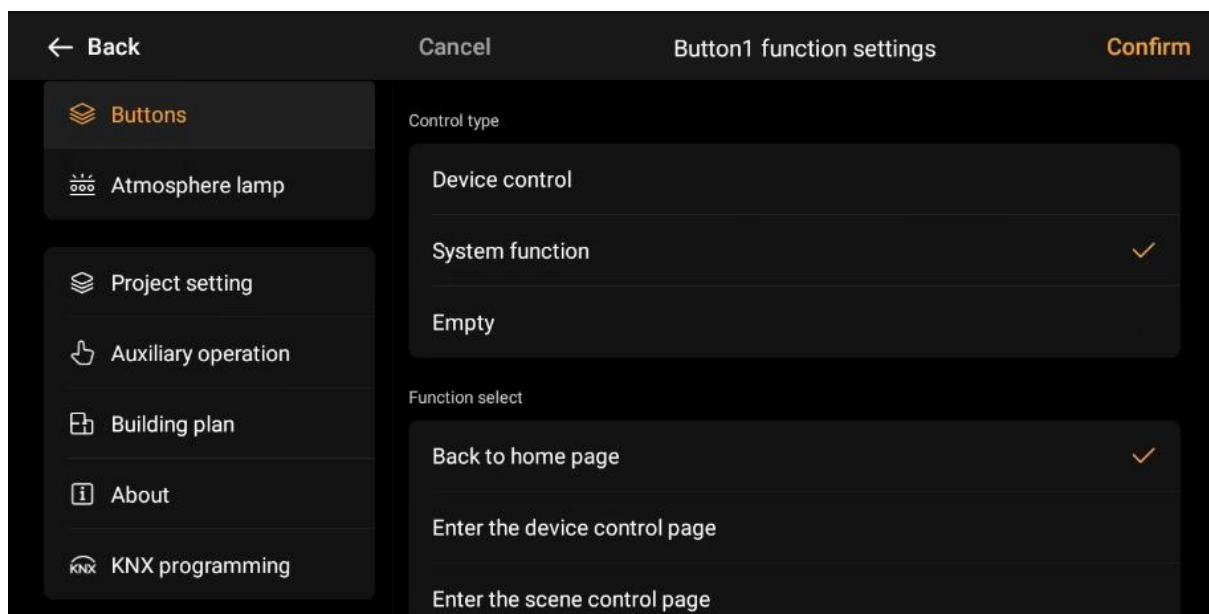 Back
Cancel
Button1 function settings
Confirm
Buttons
Atmosphere lamp
Project setting
Auxiliary operation
Building plan
About
KNX KNX programming
Control type
Device control
System function
Empty
Function select
Back to home page
Enter the device control page
Enter the scene control page